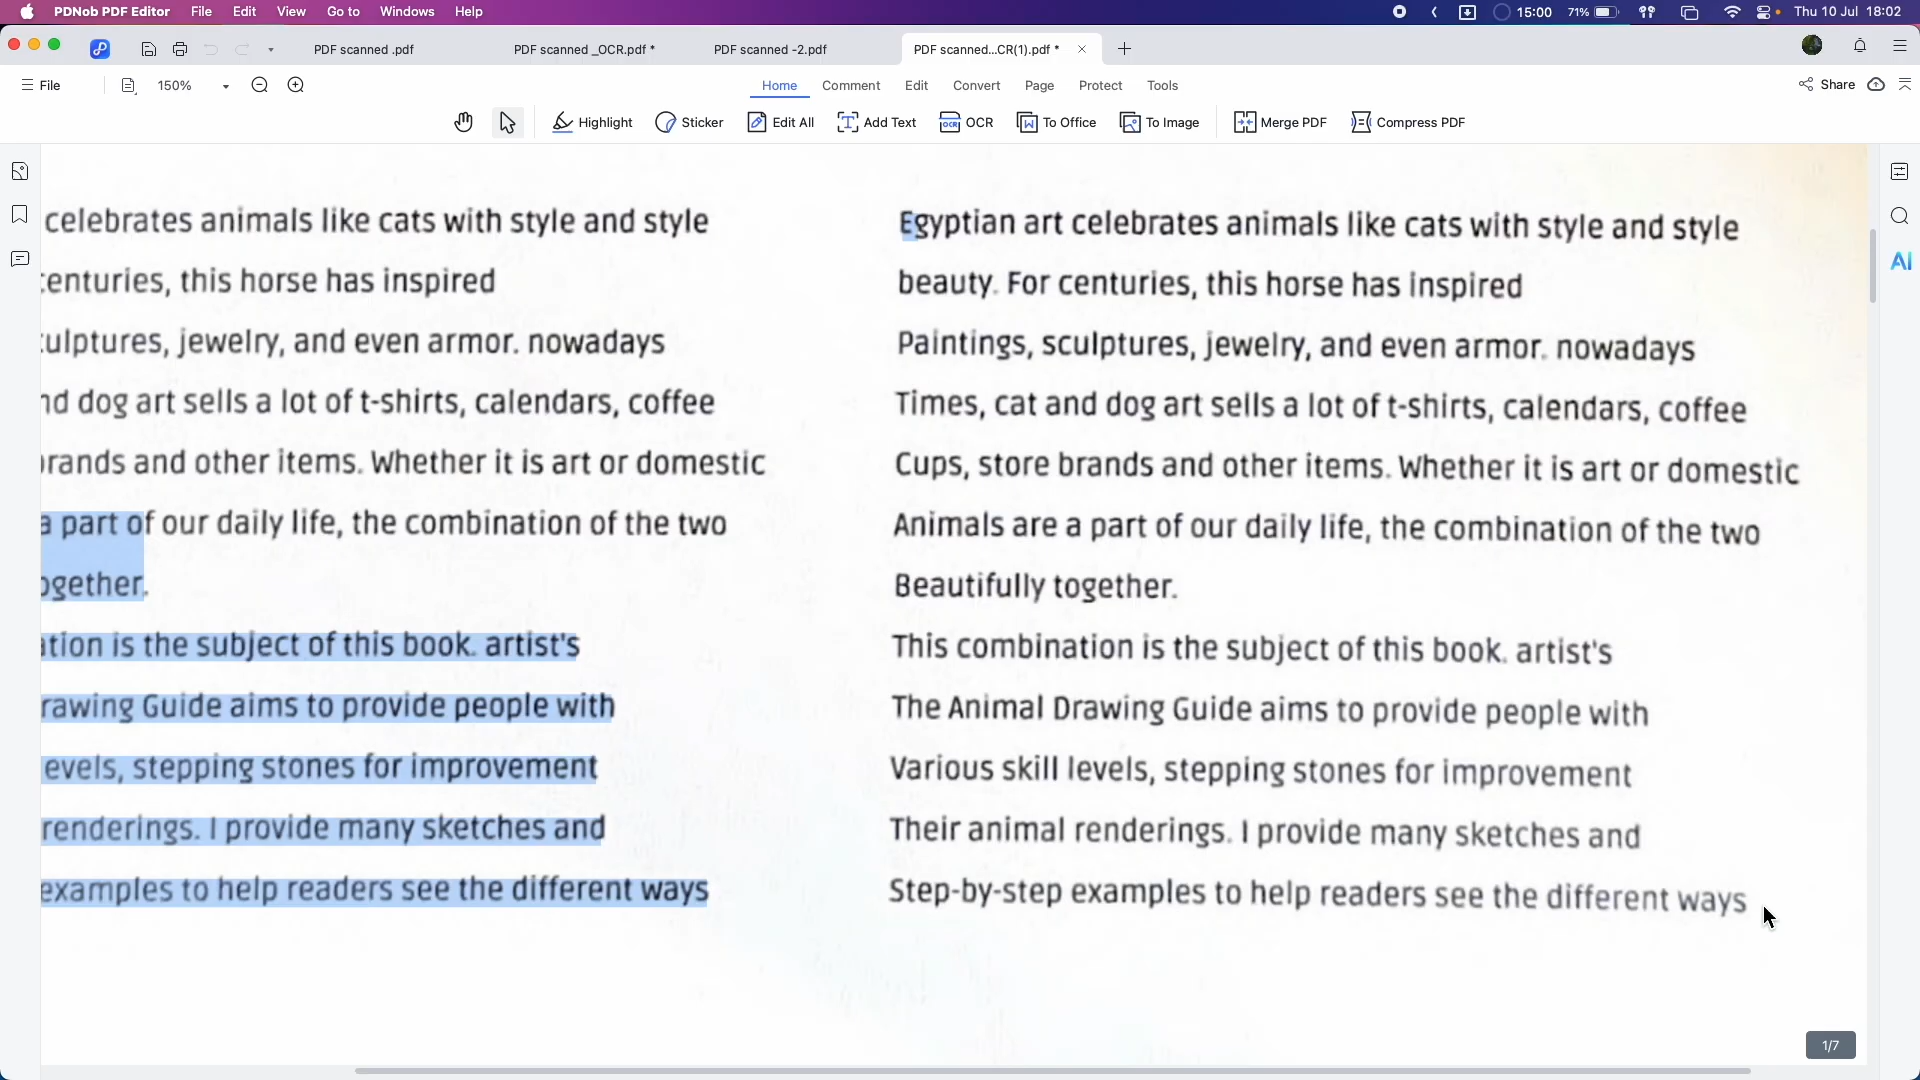 PDNob PDF Editor File Edit View Go to Windows Help 15:00 71% Thu 10 Jul 18:02
PDF scanned .pdf PDF scanned _OCR.pdf * PDF scanned -2.pdf PDF scanned...CR(1).pdf *
File 150% Home Comment Edit Convert Page Protect Tools Share
Highlight Sticker Edit All Add Text OCR To Office To Image Merge PDF Compress PDF
AI
celebrates animals like cats with style and style
centuries, this horse has inspired
ulptures, jewelry, and even armor. nowadays
nd dog art sells a lot of t-shirts, calendars, coffee
rands and other items. Whether it is art or domestic
a part of our daily life, the combination of the two
ogether.
ation is the subject of this book. artist's
rawing Guide aims to provide people with
evels, stepping stones for improvement
renderings. I provide many sketches and
examples to help readers see the different ways
Egyptian art celebrates animals like cats with style and style
beauty. For centuries, this horse has inspired
Paintings, sculptures, jewelry, and even armor. nowadays
Times, cat and dog art sells a lot of t-shirts, calendars, coffee
Cups, store brands and other items. Whether it is art or domestic
Animals are a part of our daily life, the combination of the two
Beautifully together.
This combination is the subject of this book. artist's
The Animal Drawing Guide aims to provide people with
Various skill levels, stepping stones for improvement
Their animal renderings. I provide many sketches and
Step-by-step examples to help readers see the different ways
1/7